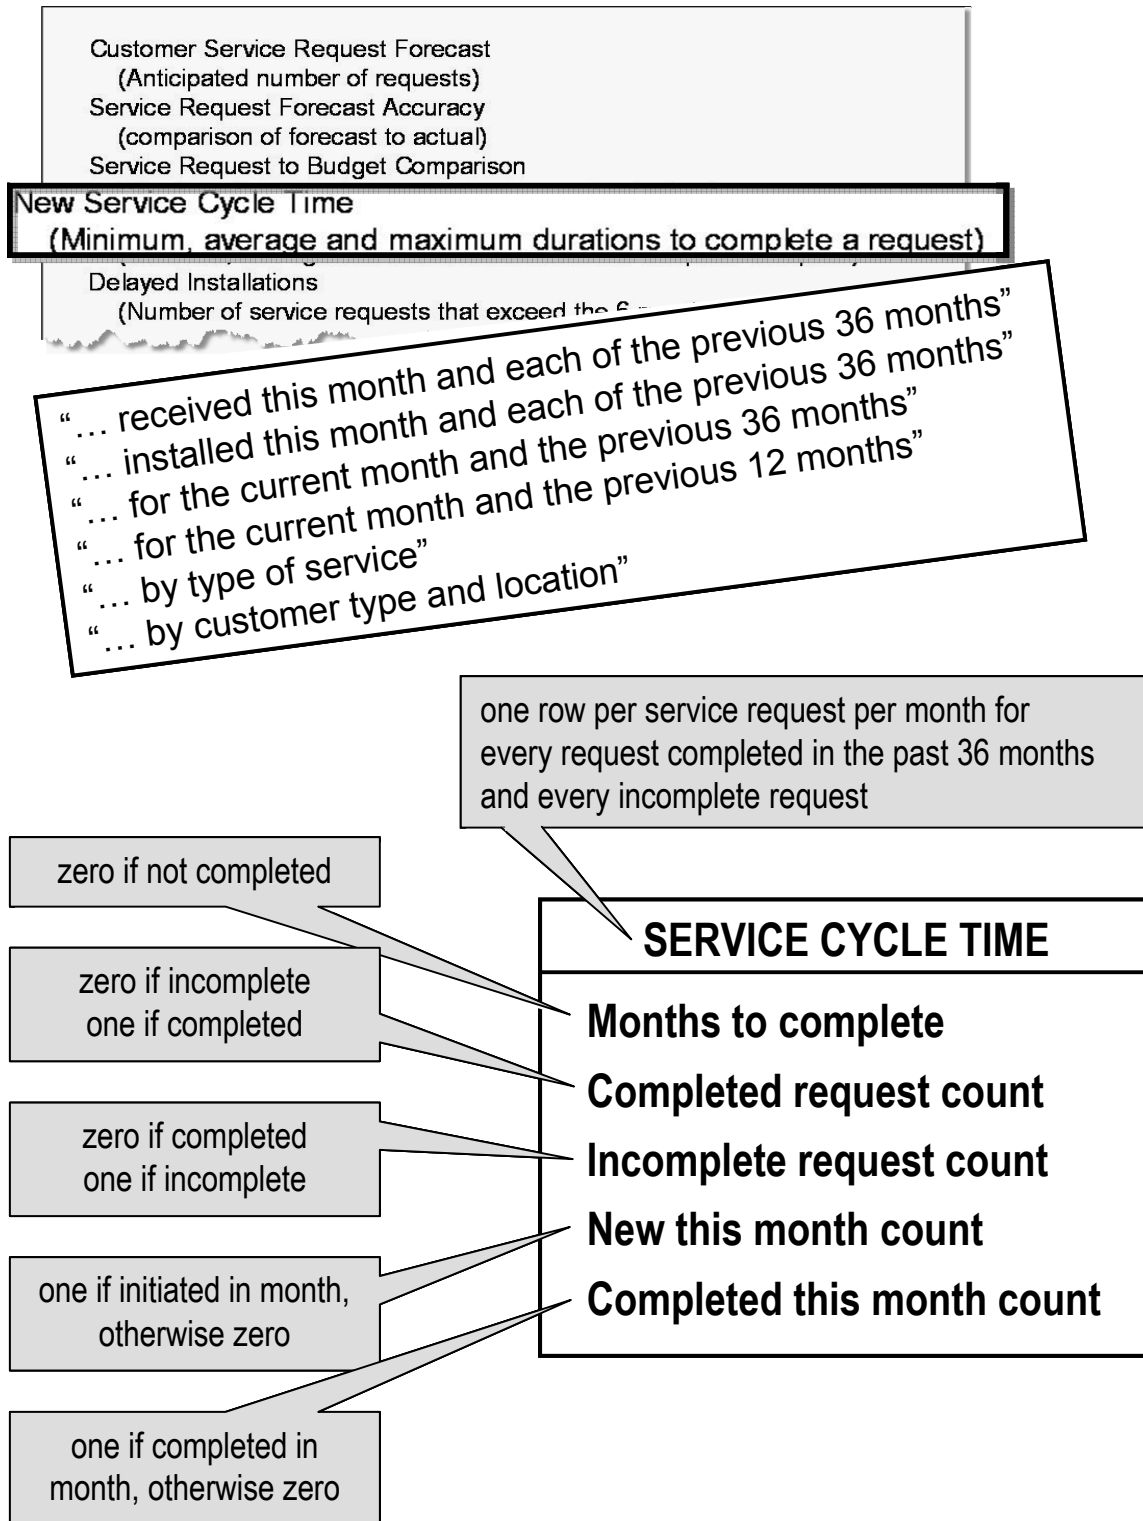 Customer Service Request Forecast
(Anticipated number of requests)
Service Request Forecast Accuracy
(comparison of forecast to actual)
Service Request to Budget Comparison
New Service Cycle Time
(Minimum, average and maximum durations to complete a request)
Delayed Installations
(Number of service requests that exceed the 6
“… received this month and each of the previous 36 months”
“… installed this month and each of the previous 36 months”
“… for the current month and the previous 36 months”
“… for the current month and the previous 12 months”
“… by type of service”
“… by customer type and location”
one row per service request per month for
every request completed in the past 36 months
and every incomplete request
zero if not completed
SERVICE CYCLE TIME
zero if incomplete
one if completed
Months to complete
Completed request count
zero if completed
one if incomplete
Incomplete request count
New this month count
one if initiated in month,
otherwise zero
Completed this month count
one if completed in
month, otherwise zero